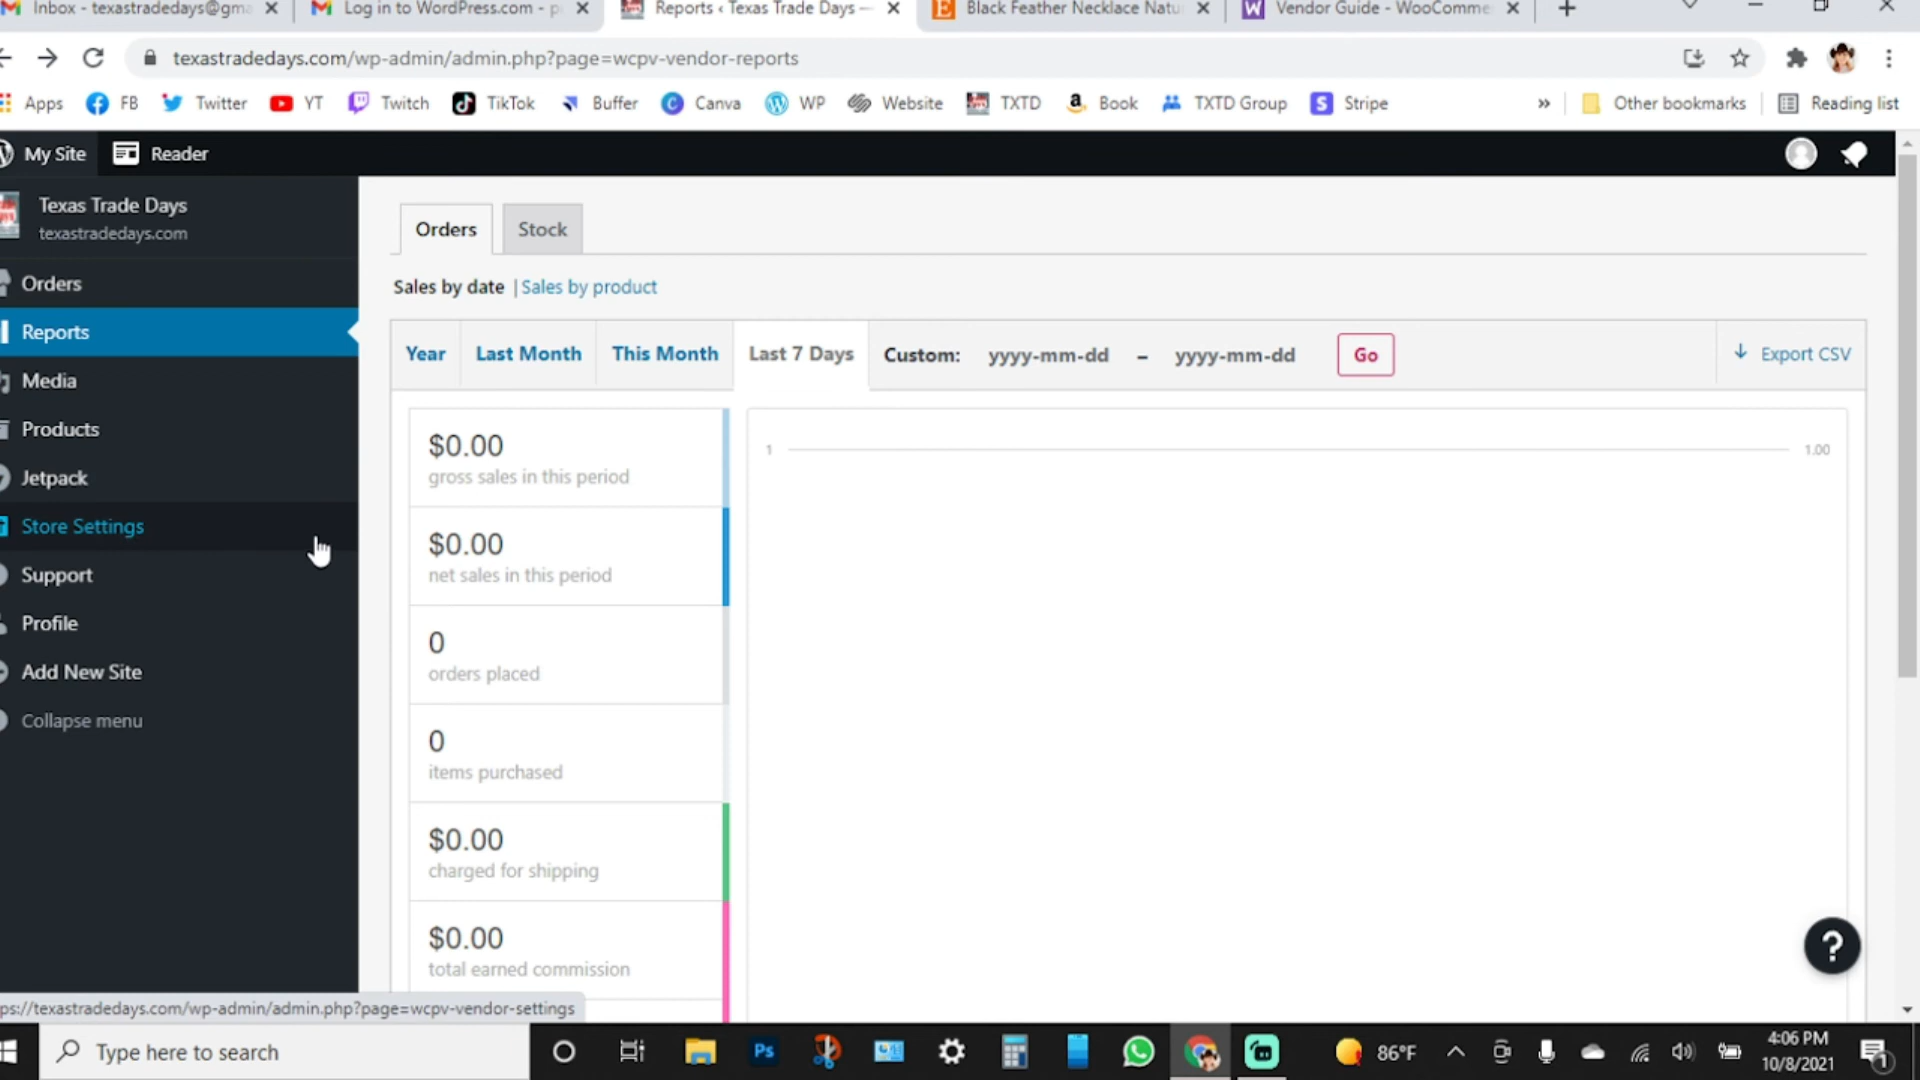 Inbox - texastradedays@gma
Log in to WordPress.com - p
Reports ‹ Texas Trade Days —
Black Feather Necklace Natu
Vendor Guide - WooComme
texastradedays.com/wp-admin/admin.php?page=wcpv-vendor-reports
Apps
FB
Twitter
YT
Twitch
TikTok
Buffer
Canva
WP
Website
TXTD
Book
TXTD Group
Stripe
»
Other bookmarks
Reading list
My Site
Reader
Texas Trade Days
texastradedays.com
Orders
Reports
Media
Products
Jetpack
Store Settings
Support
Profile
Add New Site
Collapse menu
Orders
Stock
Sales by date | Sales by product
Year
Last Month
This Month
Last 7 Days
Custom:
yyyy-mm-dd
-
yyyy-mm-dd
Go
Export CSV
$0.00
gross sales in this period
$0.00
net sales in this period
0
orders placed
0
items purchased
$0.00
charged for shipping
$0.00
total earned commission
1
1.00
?
ps://texastradedays.com/wp-admin/admin.php?page=wcpv-vendor-settings
Type here to search
Ps
86°F
4:06 PM
10/8/2021
1